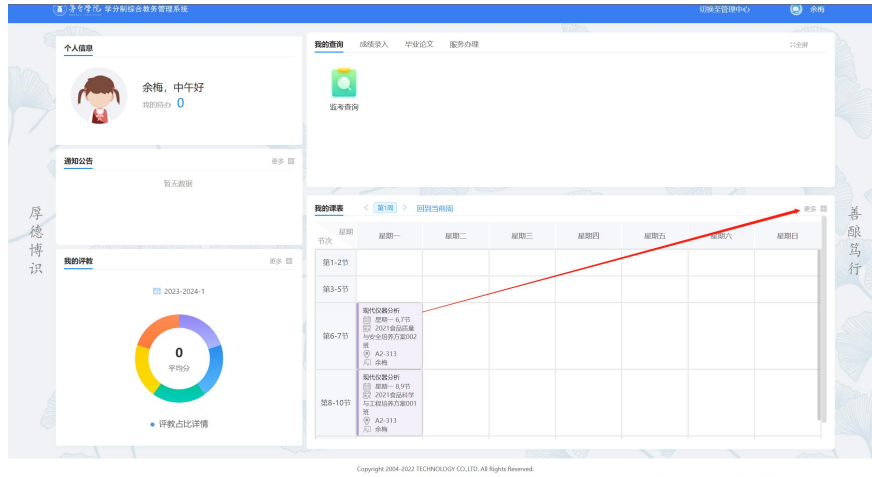 茅台学院 学分制综合教务管理系统
切换至管理中心
余梅
个人信息
余梅，中午好
我的待办 0
通知公告
更多
暂无数据
我的评教
更多
2023-2024-1
0
平均分
评教占比详情
我的查询 成绩录入 毕业论文 服务办理
全屏
监考查询
我的课表 < 第1周 > 回到当前周
更多
星期
节次
星期一 星期二 星期三 星期四 星期五 星期六 星期日
第1-2节
第3-5节
第6-7节
现代仪器分析
星期一 6,7节
2021食品质量
与安全培养方案002
班
A2-313
余梅
第8-10节
现代仪器分析
星期一 8,9节
2021食品科学
与工程培养方案001
班
A2-313
余梅
厚德博识
善酿笃行
Copyright 2004-2022 TECHNOLOGY CO.,LTD. All Rights Reserved.